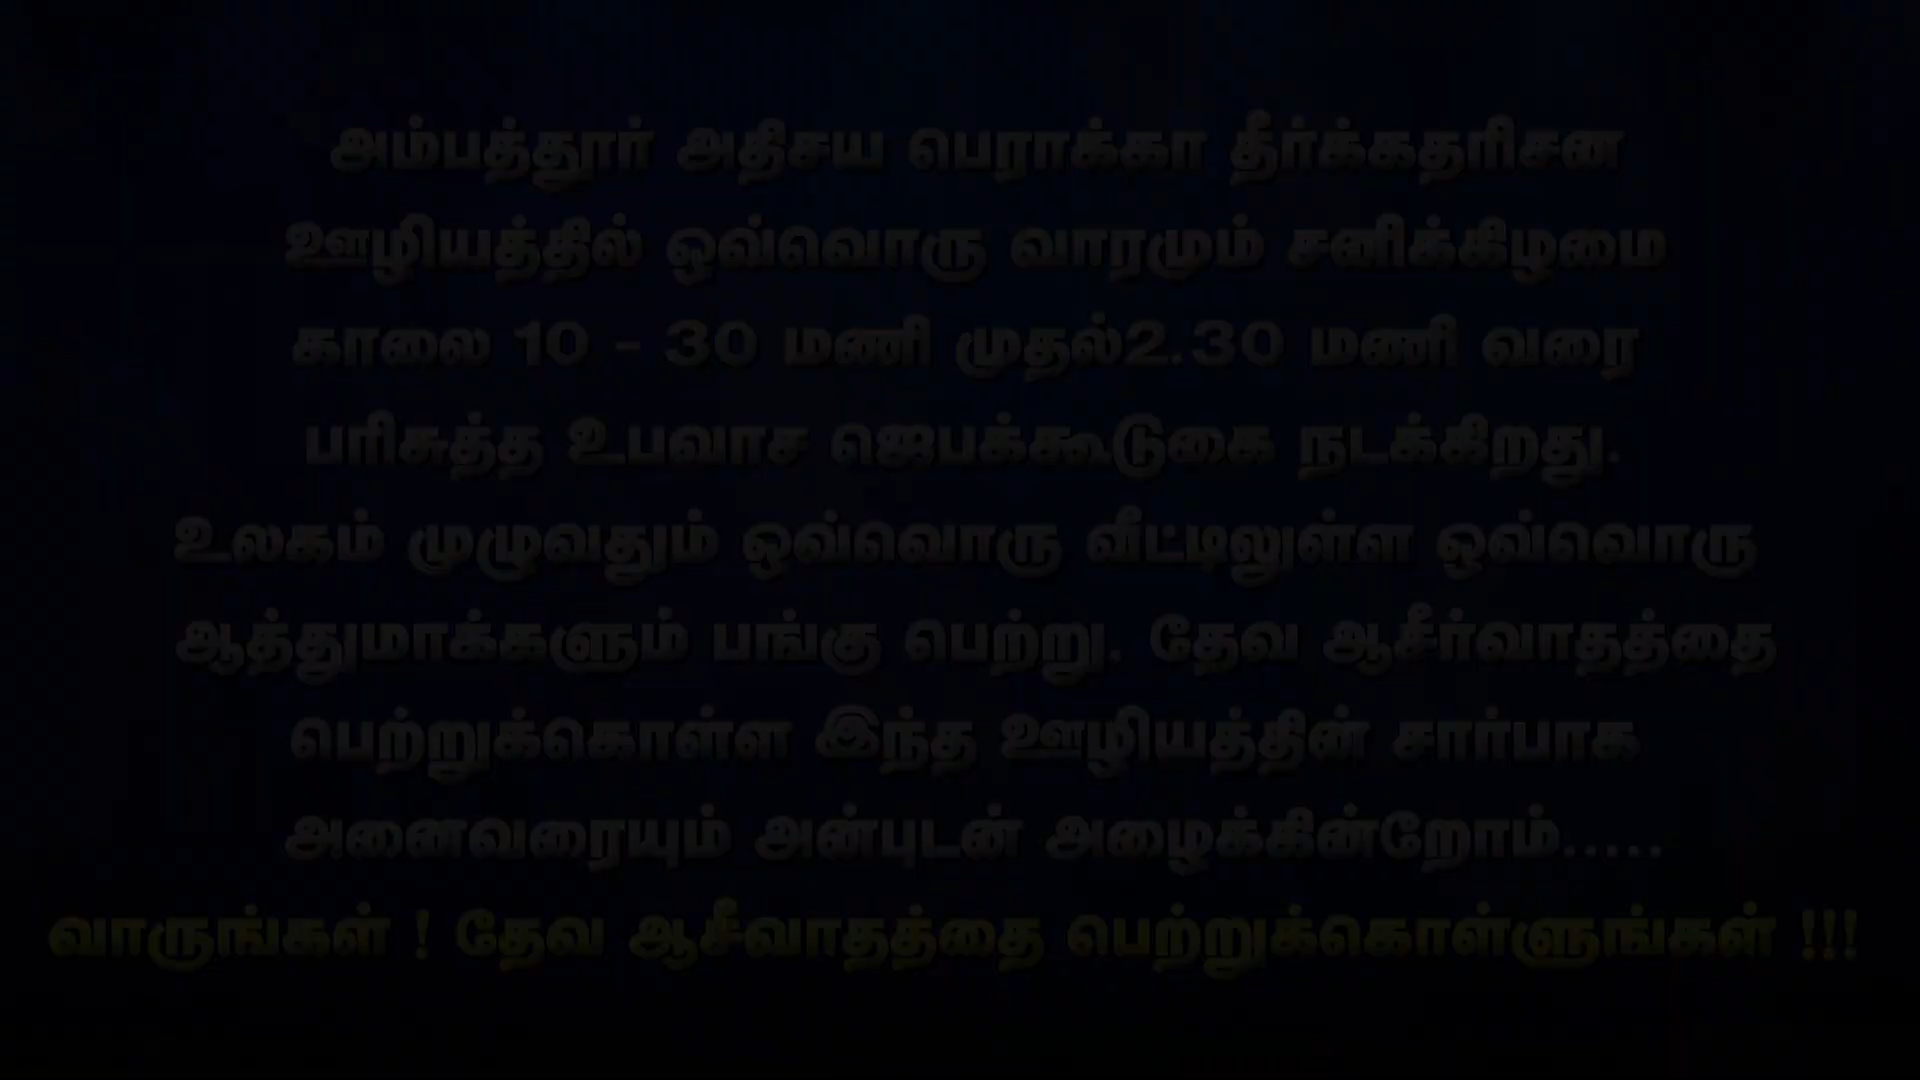 அம்பத்தூர் அதிசய பெராக்கா தீர்க்கதரிசன
ஊழியத்தில் ஒவ்வொரு வாரமும் சனிக்கிழமை
காலை 10 - 30 மணி முதல்2.30 மணி வரை
பரிசுத்த உபவாச ஜெபக்கூடுகை நடக்கிறது.
உலகம் முழுவதும் ஒவ்வொரு வீட்டிலுள்ள ஒவ்வொரு
ஆத்துமாக்களும் பங்கு பெற்று. தேவ ஆசீர்வாதத்தை
பெற்றுக்கொள்ள இந்த ஊழியத்தின் சார்பாக
அனைவரையும் அன்புடன் அழைக்கின்றோம்.....
வாருங்கள் ! தேவ ஆசீவாதத்தை பெற்றுக்கொள்ளுங்கள் !!!